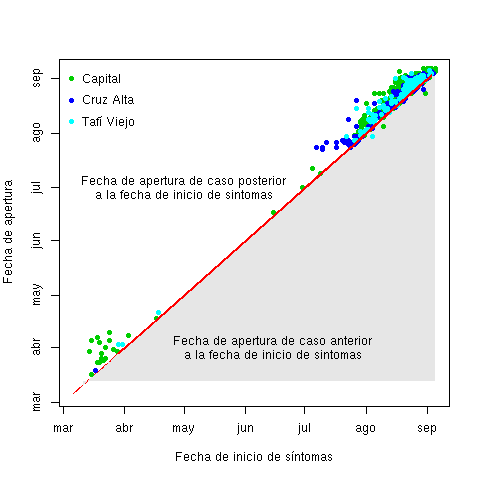 Capital
Cruz Alta
Tafí Viejo
Fecha de apertura de caso posterior
a la fecha de inicio de sintomas
Fecha de apertura de caso anterior
a la fecha de inicio de sintomas
Fecha de apertura
sep
ago
jul
jun
may
abr
mar
mar abr may jun jul ago sep
Fecha de inicio de síntomas